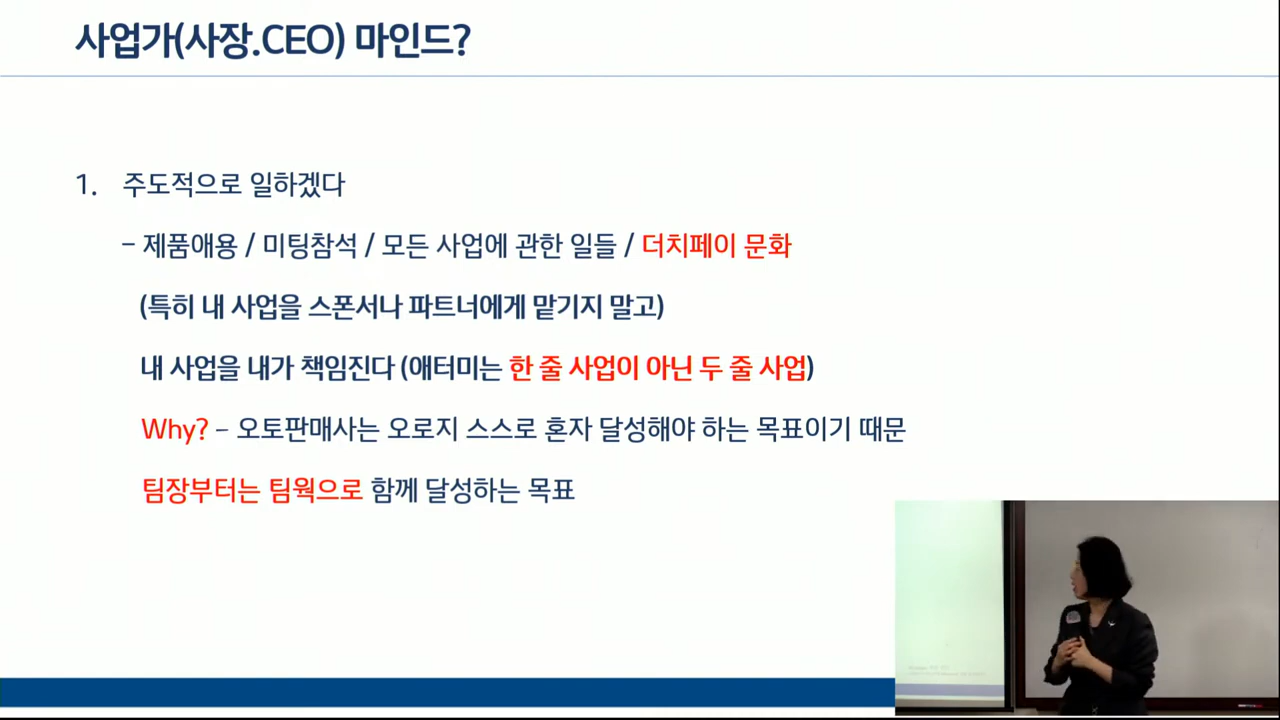 사업가(사장.CEO) 마인드?
1. 주도적으로 일하겠다
– 제품애용 / 미팅참석 / 모든 사업에 관한 일들 / 더치페이 문화
(특히 내 사업을 스폰서나 파트너에게 맡기지 말고)
내 사업을 내가 책임진다 (애터미는 한 줄 사업이 아닌 두 줄 사업)
Why? – 오토판매사는 오로지 스스로 혼자 달성해야 하는 목표이기 때문
팀장부터는 팀웍으로 함께 달성하는 목표